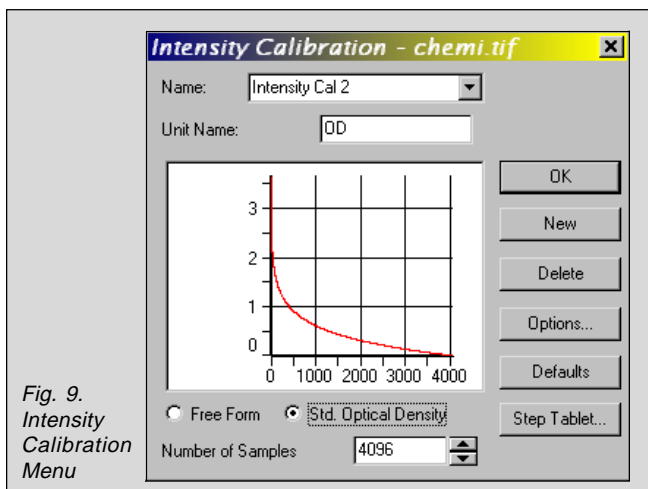 Intensity Calibration - chemi.tif
Name: Intensity Cal 2
Unit Name: OD
3
2
1
0
0 1000 2000 3000 4000
OK
New
Delete
Options...
Defaults
Step Tablet...
Free Form Std. Optical Density
Number of Samples 4096
Fig. 9.
Intensity
Calibration
Menu